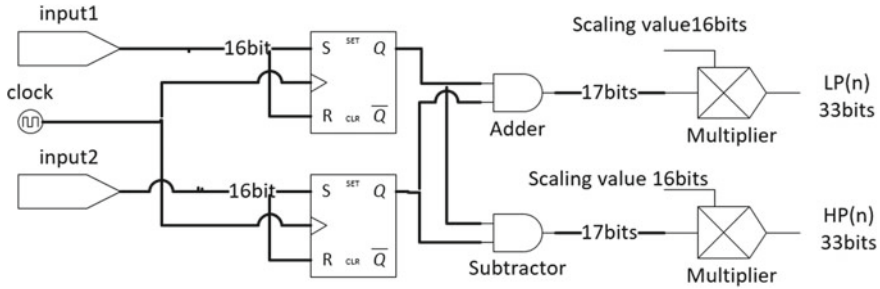 input1
16bit
S SET Q
R CLR Q
clock
input2
16bit
S SET Q
R CLR Q
Adder
17bits
Scaling value16bits
Multiplier
LP(n)
33bits
Subtractor
17bits
Scaling value 16bits
Multiplier
HP(n)
33bits